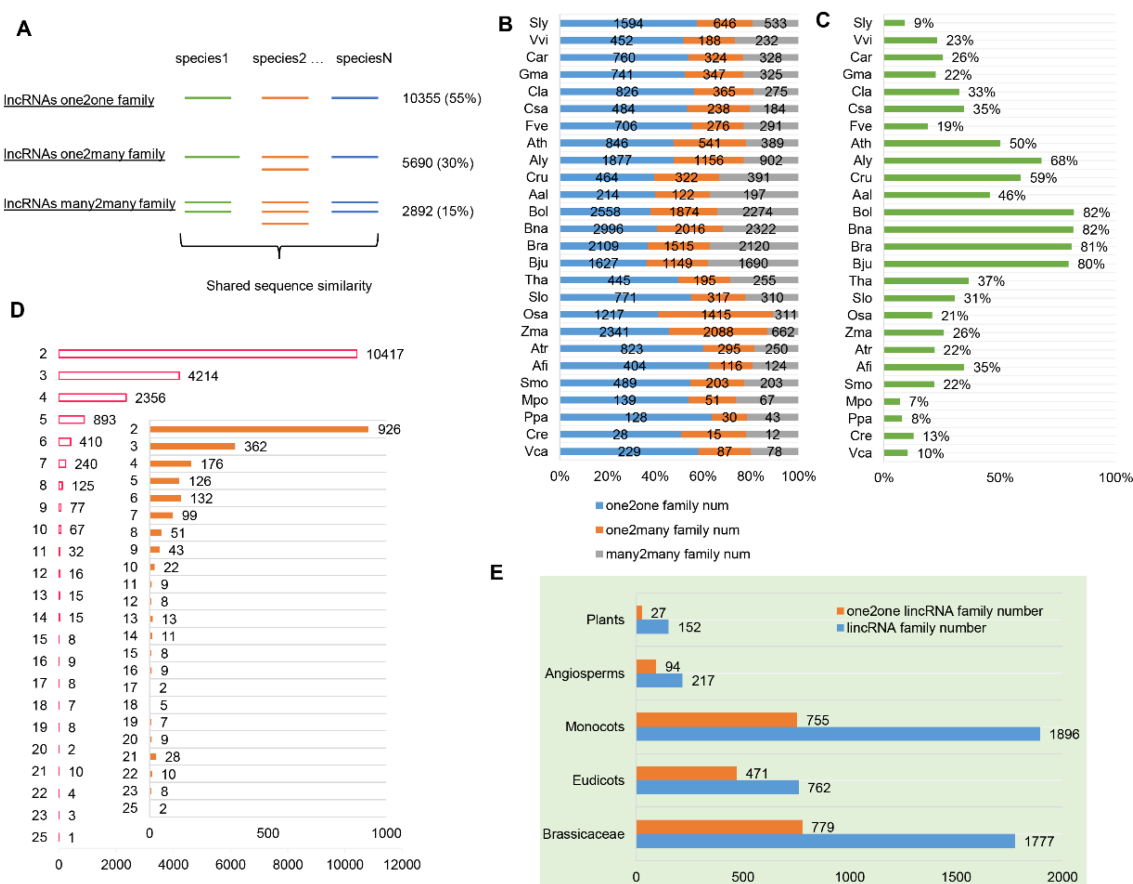 A
species1 species2 ... speciesN
lncRNAs one2one family 10355 (55%)
lncRNAs one2many family 5690 (30%)
lncRNAs many2many family 2892 (15%)
Shared sequence similarity
B
Sly 1594 646 533
Vvi 452 188 232
Car 760 324 328
Gma 741 347 325
Cla 826 365 275
Csa 484 238 184
Fve 706 276 291
Ath 846 541 389
Aly 1877 1156 902
Cru 464 322 391
Aal 214 122 197
Bol 2558 1874 2274
Bna 2996 2016 2322
Bra 2109 1515 2120
Bju 1627 1149 1690
Tha 445 195 255
Slo 771 317 310
Osa 1217 1415 311
Zma 2341 2088 662
Atr 823 295 250
Afi 404 116 124
Smo 489 203 203
Mpo 139 51 67
Ppa 128 30 43
Cre 28 15 12
Vca 229 87 78
0% 20% 40% 60% 80% 100%
one2one family num
one2many family num
many2many family num
C
Sly 9%
Vvi 23%
Car 26%
Gma 22%
Cla 33%
Csa 35%
Fve 19%
Ath 50%
Aly 68%
Cru 59%
Aal 46%
Bol 82%
Bna 82%
Bra 81%
Bju 80%
Tha 37%
Slo 31%
Osa 21%
Zma 26%
Atr 22%
Afi 35%
Smo 22%
Mpo 7%
Ppa 8%
Cre 13%
Vca 10%
0% 50% 100%
D
2 10417
3 4214
4 2356
5 893
6 410
7 240
8 125
9 77
10 67
11 32
12 16
13 15
14 15
15 8
16 9
17 8
18 7
19 8
20 2
21 10
22 4
23 3
25 1
0 2000 4000 6000 8000 10000 12000
2 926
3 362
4 176
5 126
6 132
7 99
8 51
9 43
10 22
11 9
12 8
13 13
14 11
15 8
16 9
17 2
18 5
19 7
20 9
21 28
22 10
23 8
25 2
0 500 1000
E
one2one lincRNA family number
lincRNA family number
Plants 27 152
Angiosperms 94 217
Monocots 755 1896
Eudicots 471 762
Brassicaceae 779 1777
0 500 1000 1500 2000